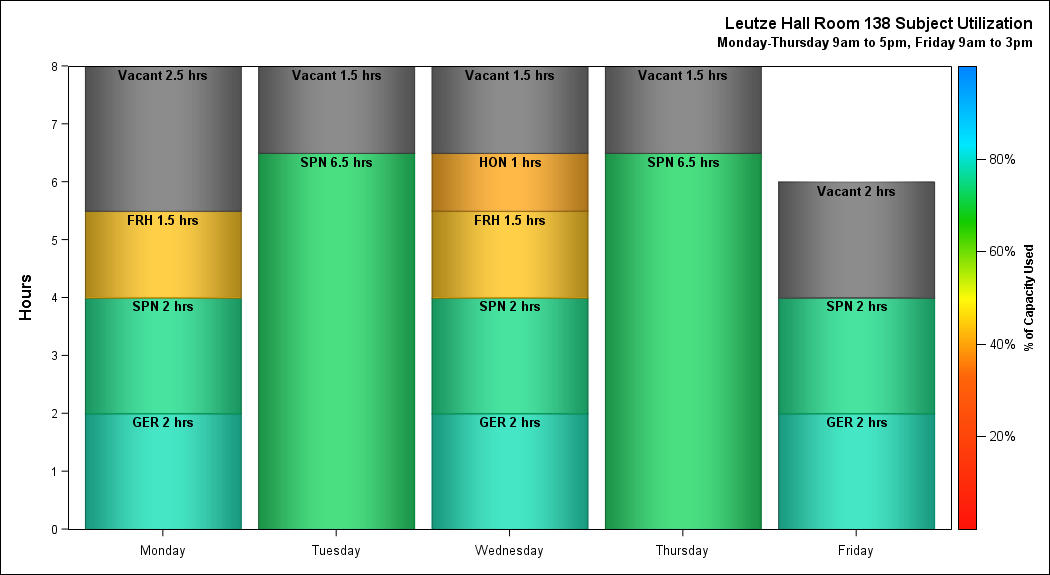 Leutze Hall Room 138 Subject Utilization
Monday-Thursday 9am to 5pm, Friday 9am to 3pm
Hours
8
7
6
5
4
3
2
1
0
Vacant 2.5 hrs
FRH 1.5 hrs
SPN 2 hrs
GER 2 hrs
Vacant 1.5 hrs
SPN 6.5 hrs
Vacant 1.5 hrs
HON 1 hrs
FRH 1.5 hrs
SPN 2 hrs
GER 2 hrs
Vacant 1.5 hrs
SPN 6.5 hrs
Vacant 2 hrs
SPN 2 hrs
GER 2 hrs
Monday
Tuesday
Wednesday
Thursday
Friday
80%
60%
40%
20%
% of Capacity Used